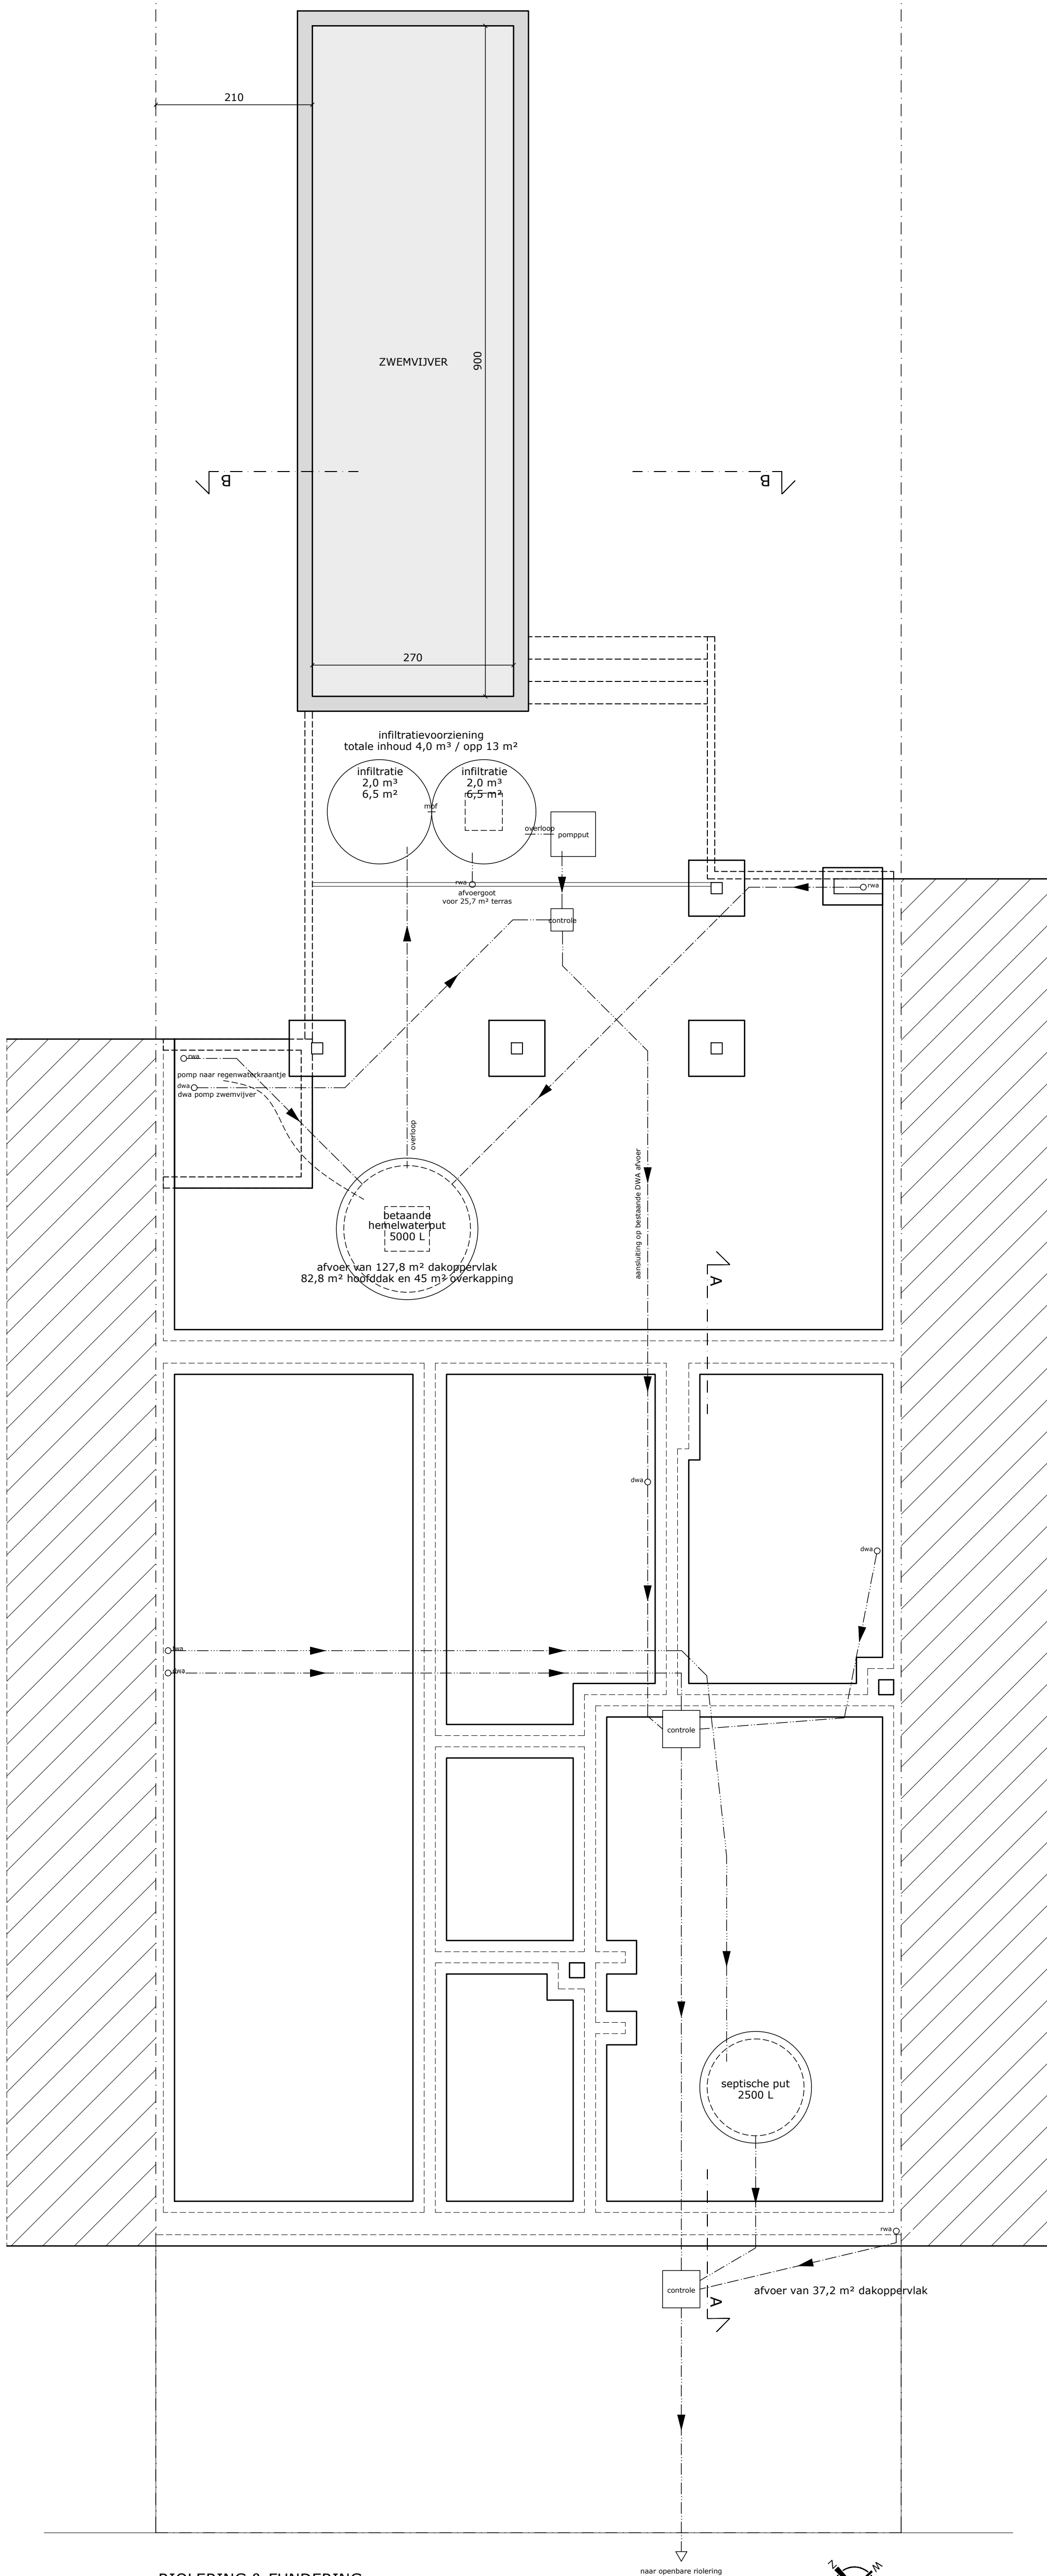 210
ZWEMVIJVER
900
B
B
270
infiltratievoorziening
totale inhoud 4,0 m³ / opp 13 m²
infiltratie
2,0 m³
6,5 m²
infiltratie
2,0 m³
6,5 m²
mof
overloop
pompput
rwa
afvoergoot
voor 25,7 m² terras
rwa
controle
rwa
pomp naar regenwaterkraantje
dwa
dwa pomp zwemvijver
overloop
aansluiting op bestaande DWA afvoer
betaande
hemelwaterput
5000 L
afvoer van 127,8 m² dakoppervlak
82,8 m² hoofddak en 45 m² overkapping
A
dwa
dwa
fwa
dwa
controle
septische put
2500 L
rwa
controle
afvoer van 37,2 m² dakoppervlak
A
naar openbare riolering
RIOLERING & FUNDERING
N
W